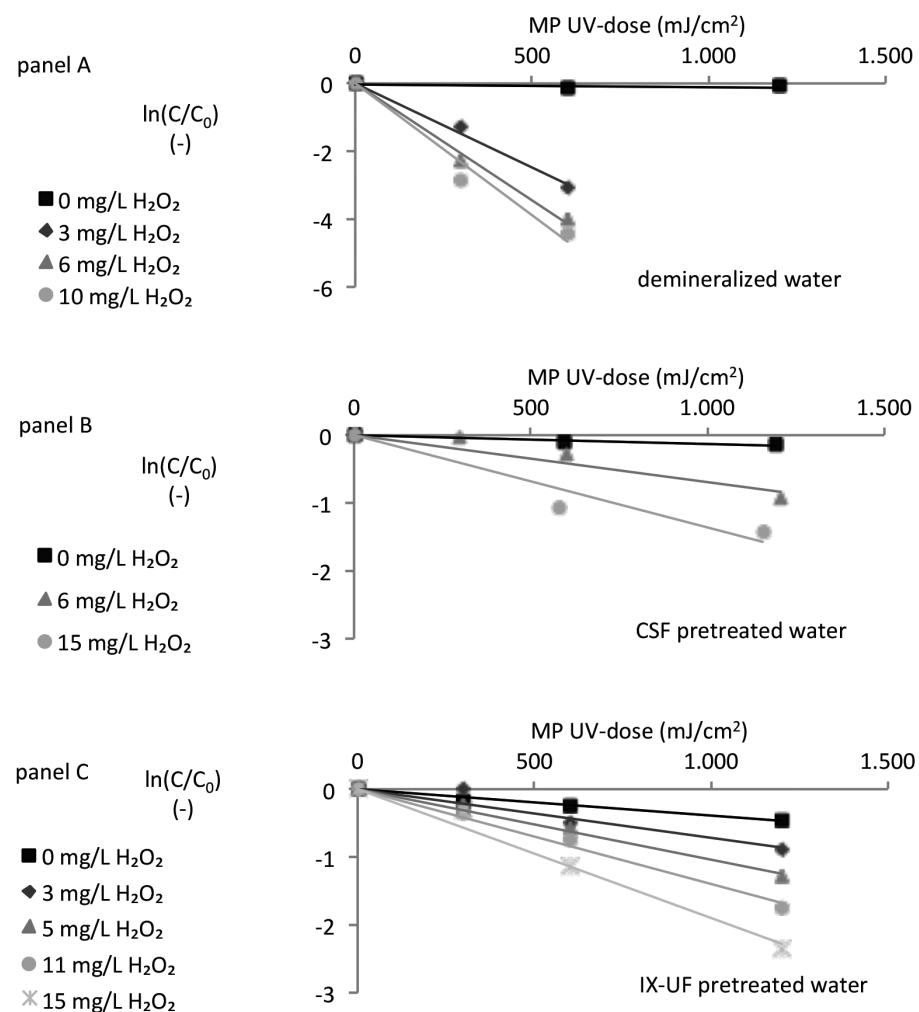 MP UV-dose (mJ/cm²)
0 500 1.000 1.500
panel A
0
ln(C/C₀)
(-)
-2
0 mg/L H₂O₂
3 mg/L H₂O₂
-4
6 mg/L H₂O₂
demineralized water
10 mg/L H₂O₂
-6
MP UV-dose (mJ/cm²)
0 500 1.000 1.500
panel B
0
ln(C/C₀)
(-)
-1
0 mg/L H₂O₂
-2
6 mg/L H₂O₂
CSF pretreated water
15 mg/L H₂O₂
-3
MP UV-dose (mJ/cm²)
0 500 1.000 1.500
panel C
ln(C/C₀)
0
(-)
0 mg/L H₂O₂
-1
3 mg/L H₂O₂
5 mg/L H₂O₂
-2
11 mg/L H₂O₂
IX-UF pretreated water
15 mg/L H₂O₂
-3